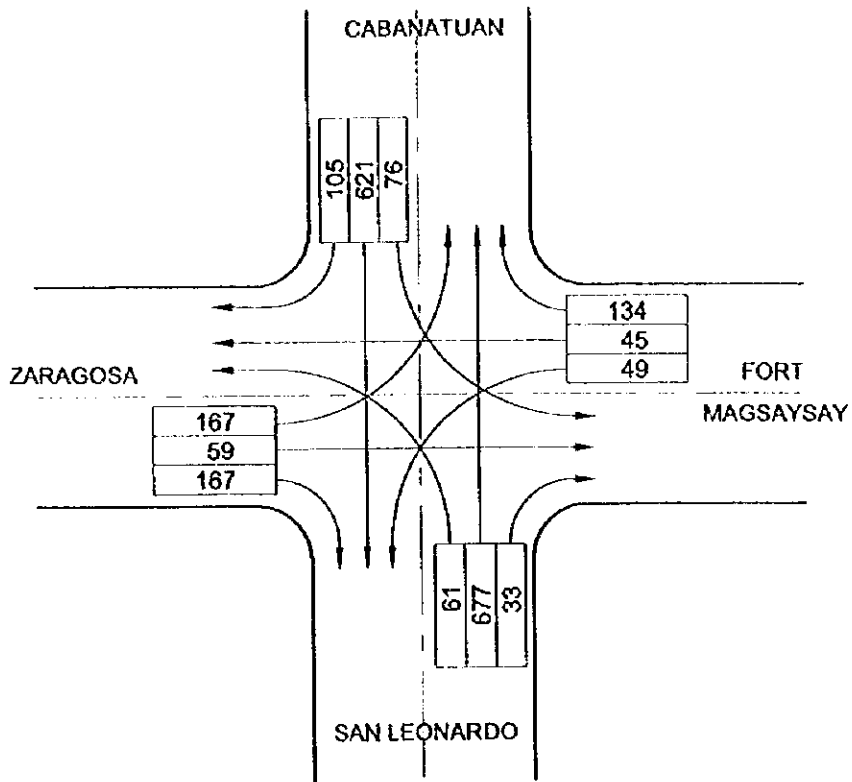 CABANATUAN
105 621 76
134
45
49
ZARAGOSA
FORT
MAGSAYSAY
167
59
167
61 677 33
SAN LEONARDO